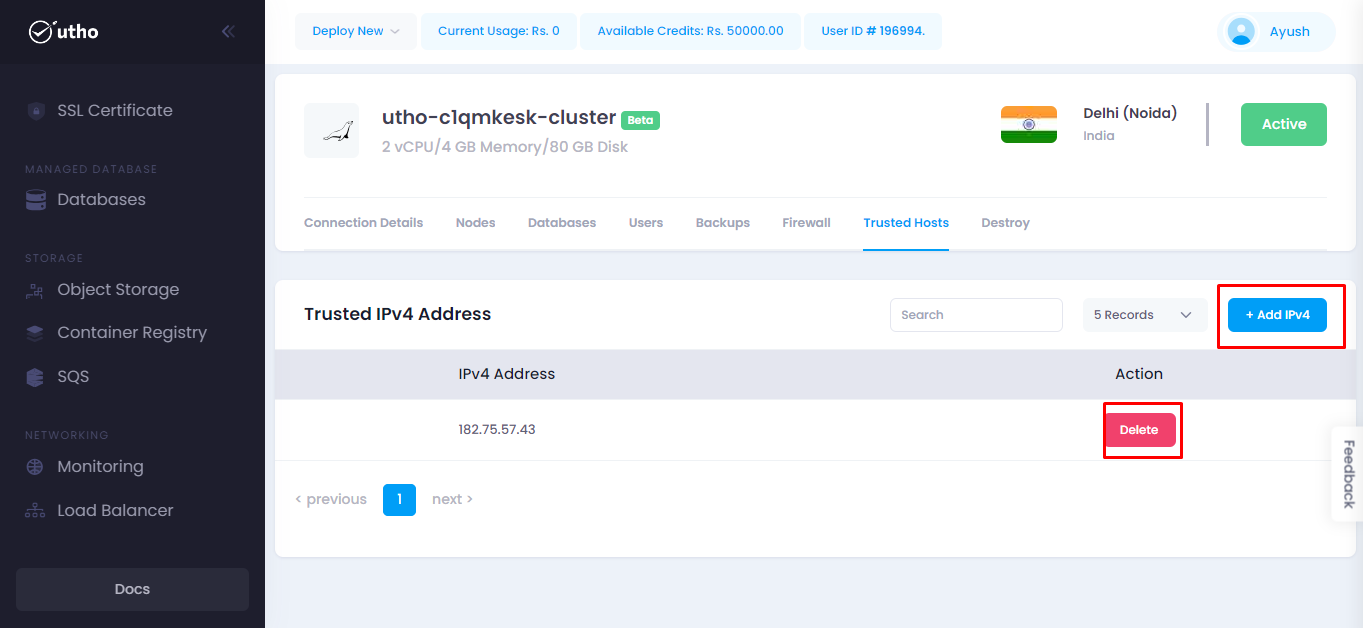 utho
SSL Certificate
MANAGED DATABASE
Databases
STORAGE
Object Storage
Container Registry
SQS
NETWORKING
Monitoring
Load Balancer
Docs
Deploy New
Current Usage: Rs. 0
Available Credits: Rs. 50000.00
User ID # 196994.
Ayush
utho-c1qmkesk-cluster Beta
2 vCPU/4 GB Memory/80 GB Disk
Delhi (Noida)
India
Active
Connection Details Nodes Databases Users Backups Firewall Trusted Hosts Destroy
Trusted IPv4 Address
Search
5 Records
+ Add IPv4
IPv4 Address Action
182.75.57.43 Delete
< previous 1 next >
Feedback